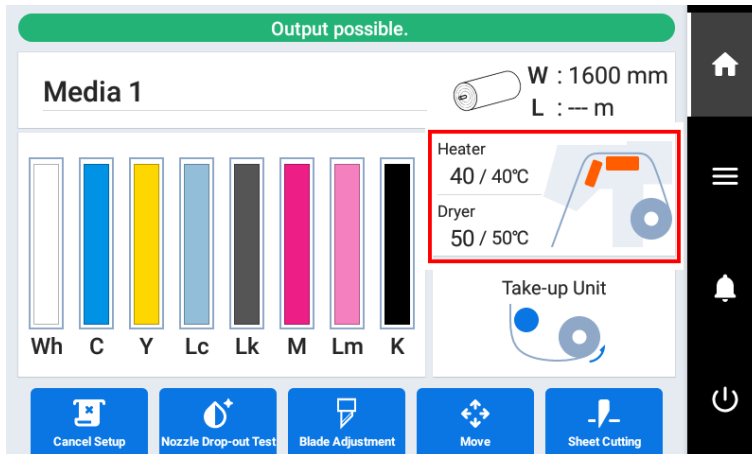 Output possible.
Media 1
W : 1600 mm
L : --- m
Heater
40 / 40℃
Dryer
50 / 50℃
Take-up Unit
Wh C Y Lc Lk M Lm K
Cancel Setup
Nozzle Drop-out Test
Blade Adjustment
Move
Sheet Cutting